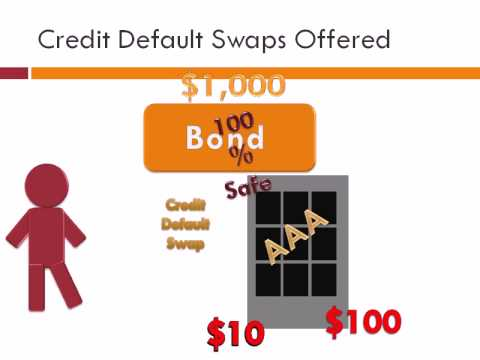 Credit Default Swaps Offered
$1,000
Bond
100
%
Safe
Credit
Default
Swap
AAA
$10
$100